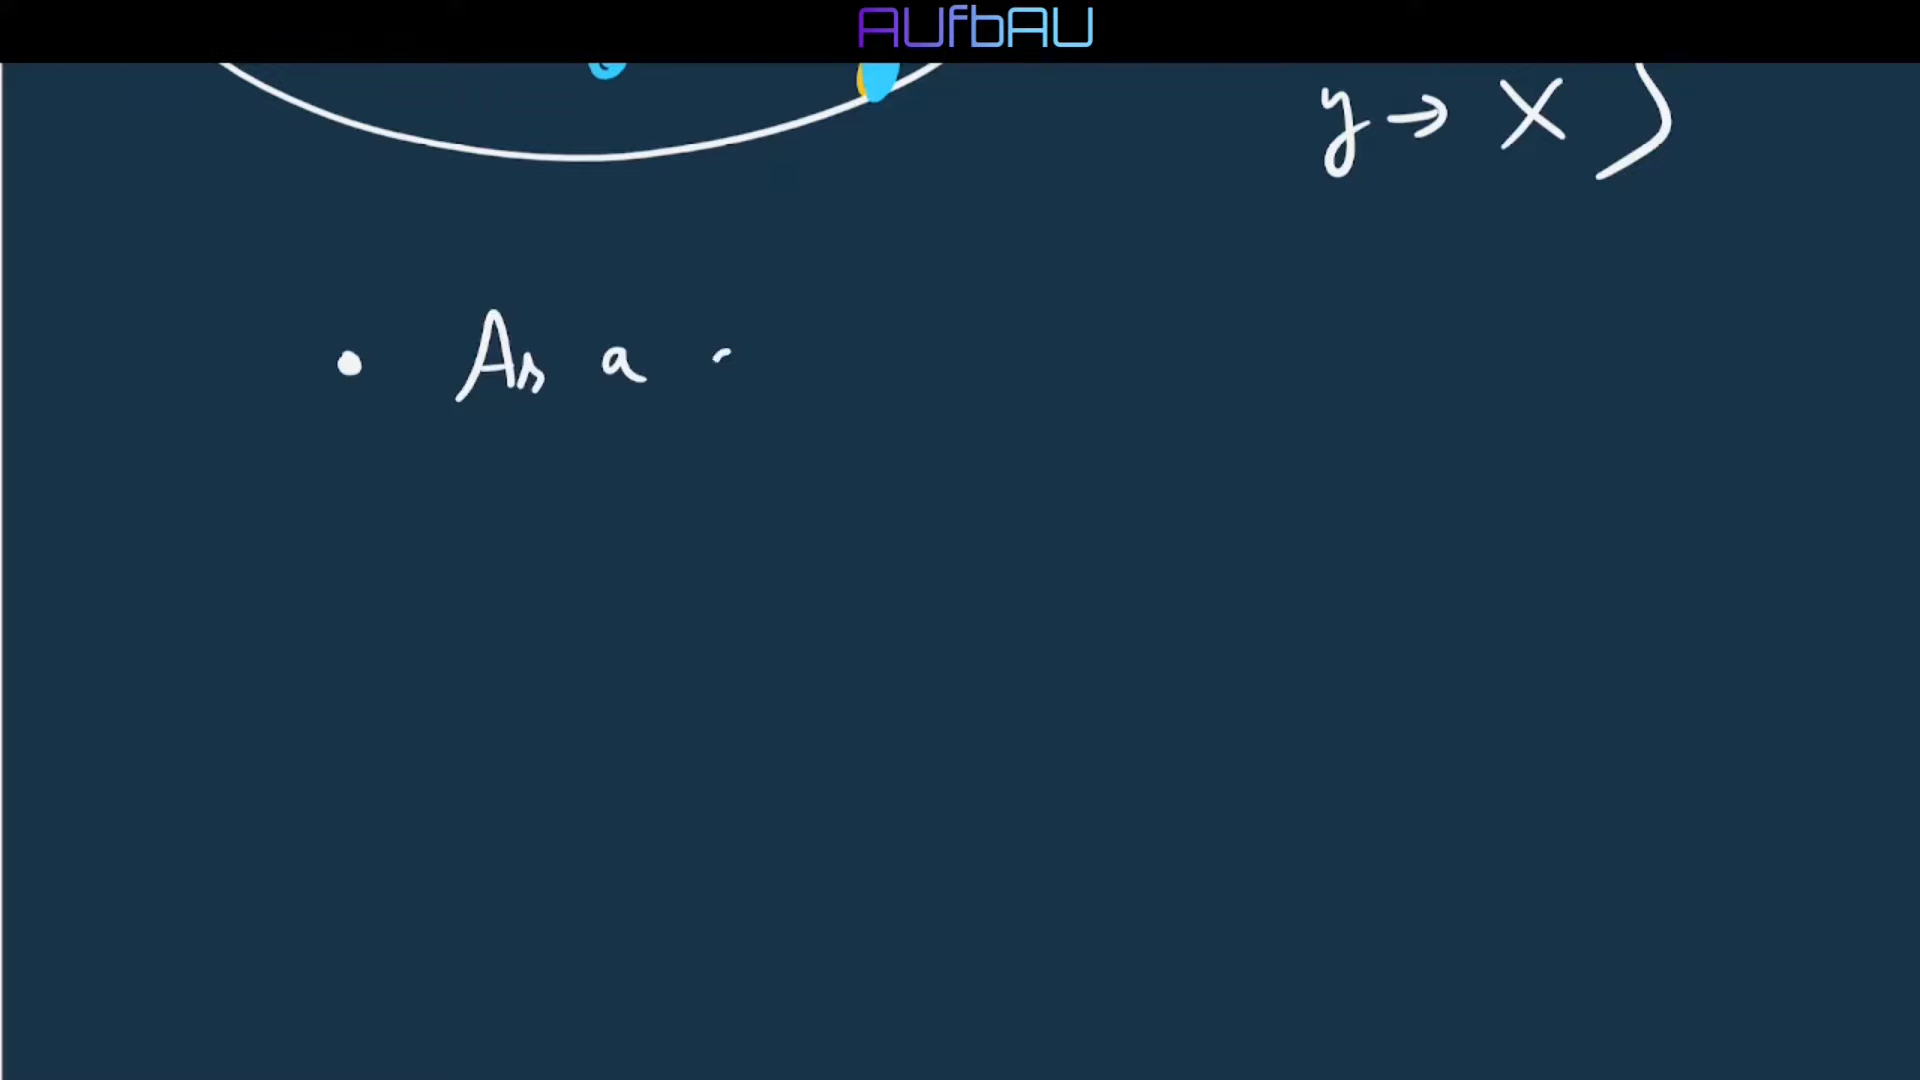 AUfbAU
y → X
• As a